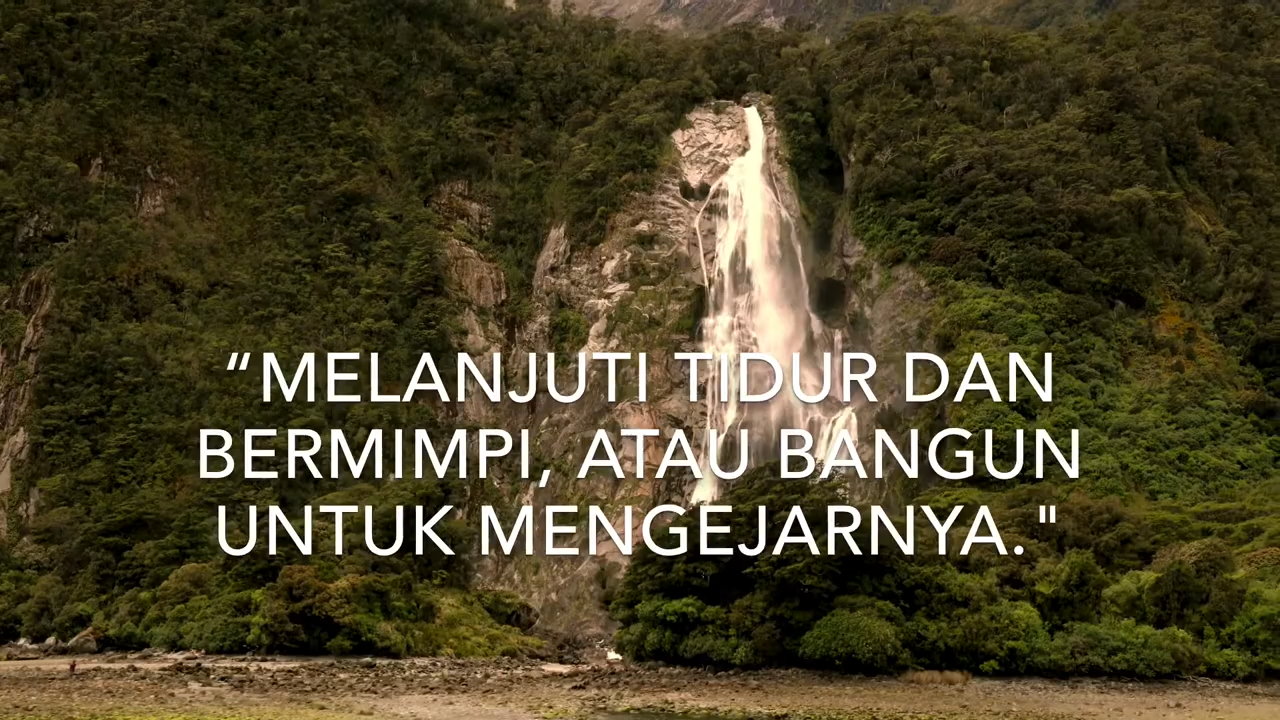 “MELANJUTI TIDUR DAN
BERMIMPI, ATAU BANGUN
UNTUK MENGEJARNYA."